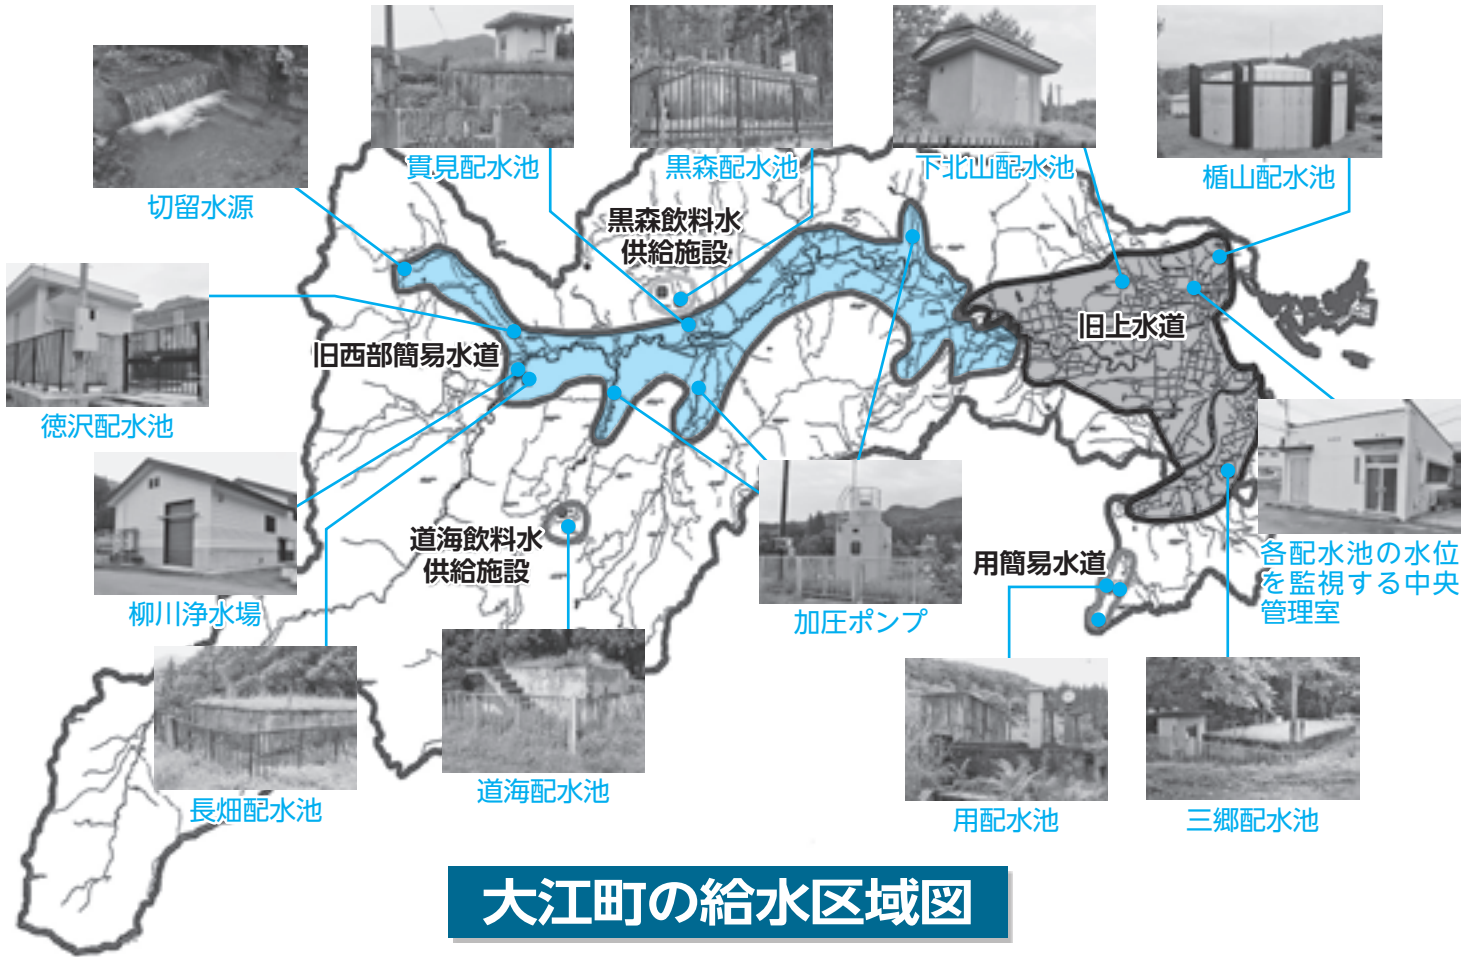 切留水源
貫見配水池
黒森配水池
下北山配水池
楯山配水池
黒森飲料水
供給施設
旧上水道
旧西部簡易水道
徳沢配水池
道海飲料水
供給施設
用簡易水道
各配水池の水位
を監視する中央
管理室
柳川浄水場
加圧ポンプ
長畑配水池
道海配水池
用配水池
三郷配水池
大江町の給水区域図